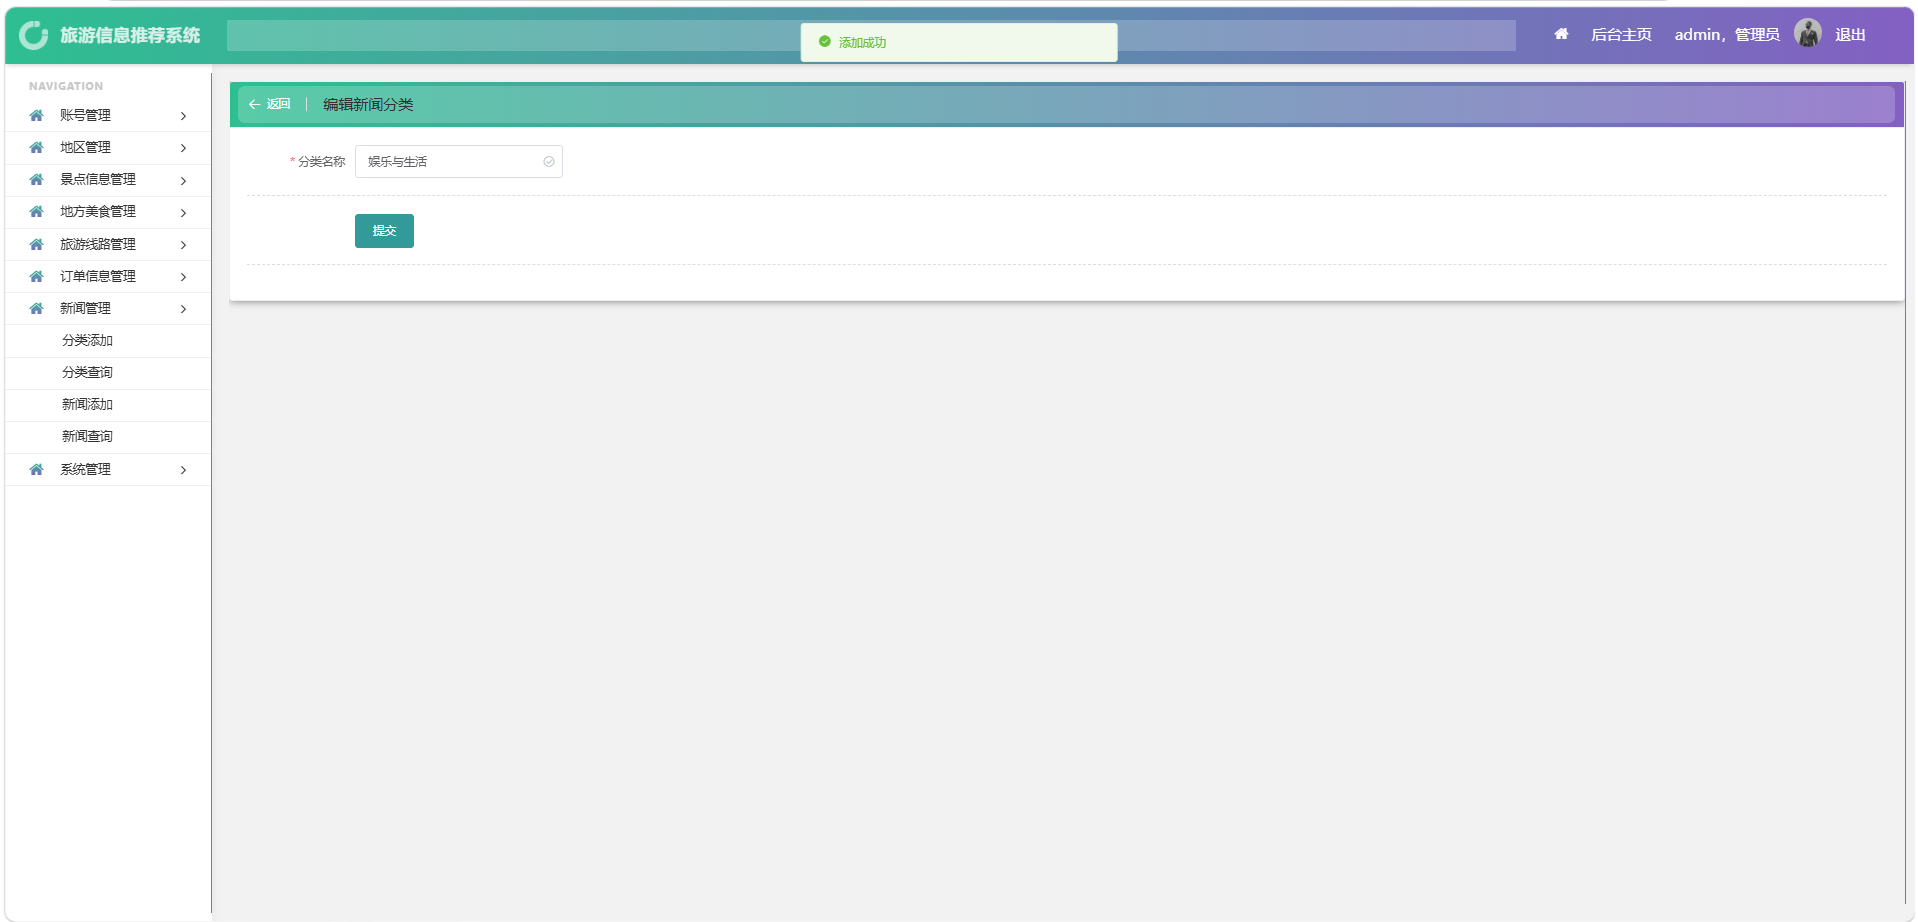 旅游信息推荐系统
添加成功
后台主页 admin，管理员 退出
NAVIGATION
账号管理
地区管理
景点信息管理
地方美食管理
旅游线路管理
订单信息管理
新闻管理
分类添加
分类查询
新闻添加
新闻查询
系统管理
返回 编辑新闻分类
* 分类名称 娱乐与生活
提交